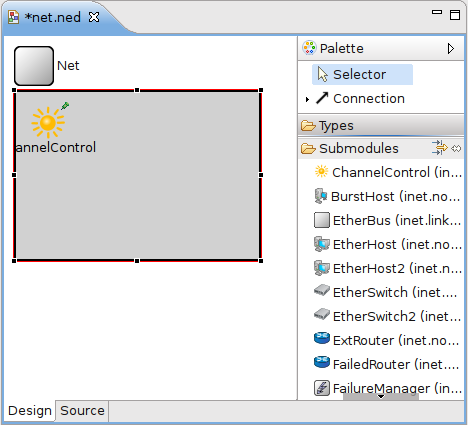 *net.ned
Net
annelControl
Palette
Selector
Connection
Types
Submodules
ChannelControl (in...
BurstHost (inet.no...
EtherBus (inet.link...
EtherHost (inet.no...
EtherHost2 (inet.n...
EtherSwitch (inet....
EtherSwitch2 (inet....
ExtRouter (inet.no...
FailedRouter (inet....
FailureManager (in...
Design
Source